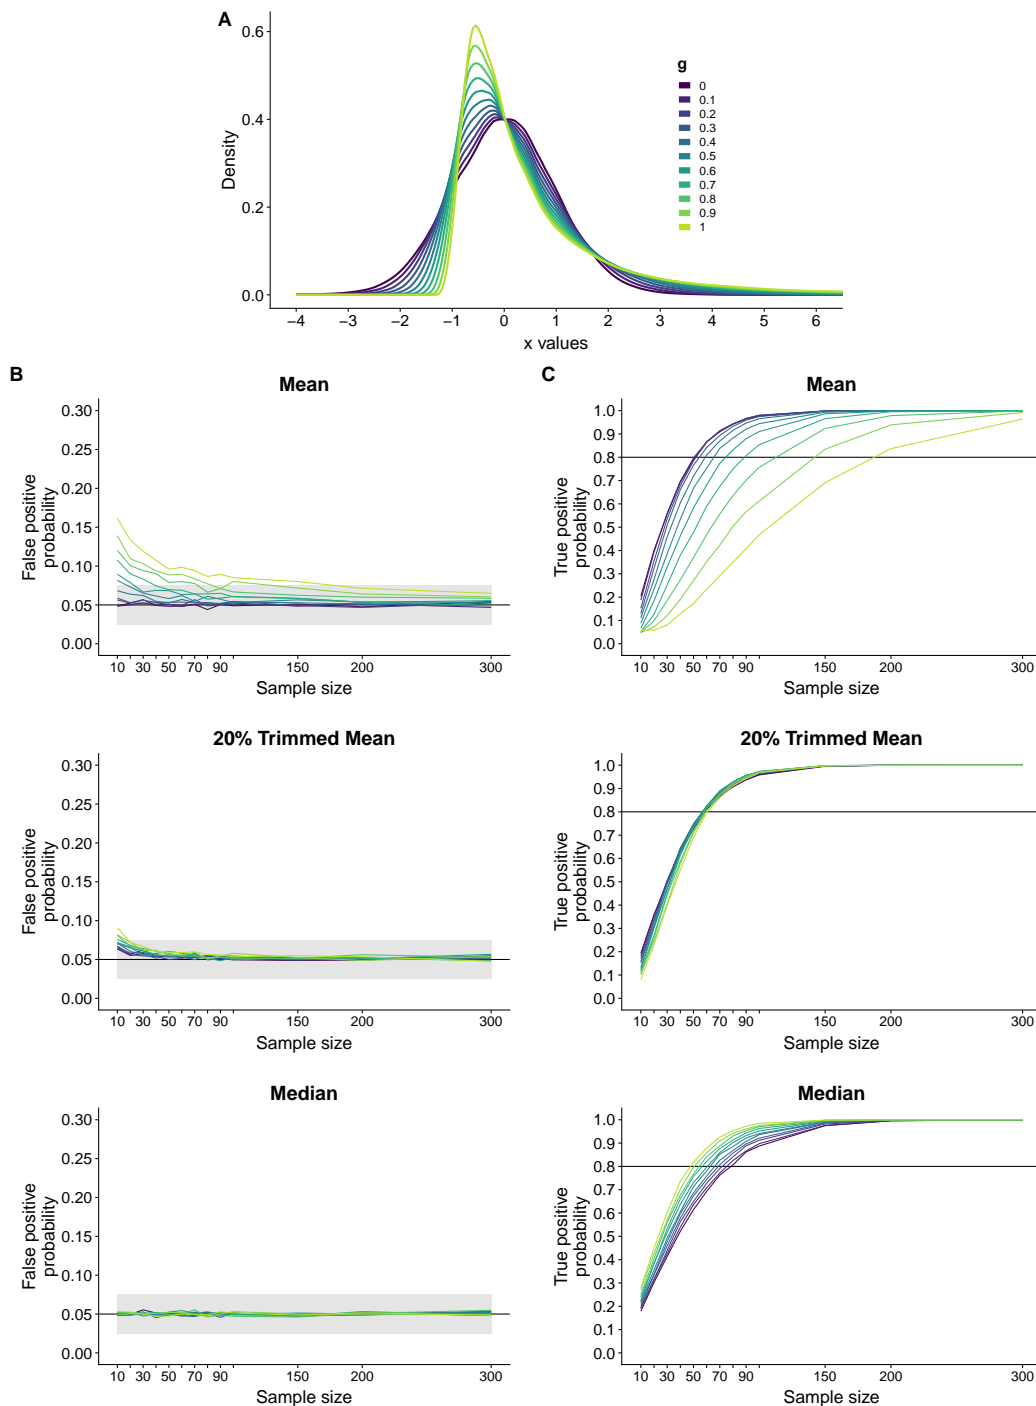 A
0.6
0.4
0.2
0.0
Density
−4 −3 −2 −1 0 1 2 3 4 5 6
x values
g
0
0.1
0.2
0.3
0.4
0.5
0.6
0.7
0.8
0.9
1
B
Mean
0.30
0.25
0.20
0.15
0.10
0.05
0.00
False positive
probability
10 30 50 70 90 150 200 300
Sample size
C
Mean
1.0
0.9
0.8
0.7
0.6
0.5
0.4
0.3
0.2
0.1
0.0
True positive
probability
10 30 50 70 90 150 200 300
Sample size
20% Trimmed Mean
0.30
0.25
0.20
0.15
0.10
0.05
0.00
False positive
probability
10 30 50 70 90 150 200 300
Sample size
20% Trimmed Mean
1.0
0.9
0.8
0.7
0.6
0.5
0.4
0.3
0.2
0.1
0.0
True positive
probability
10 30 50 70 90 150 200 300
Sample size
Median
0.30
0.25
0.20
0.15
0.10
0.05
0.00
False positive
probability
10 30 50 70 90 150 200 300
Sample size
Median
1.0
0.9
0.8
0.7
0.6
0.5
0.4
0.3
0.2
0.1
0.0
True positive
probability
10 30 50 70 90 150 200 300
Sample size